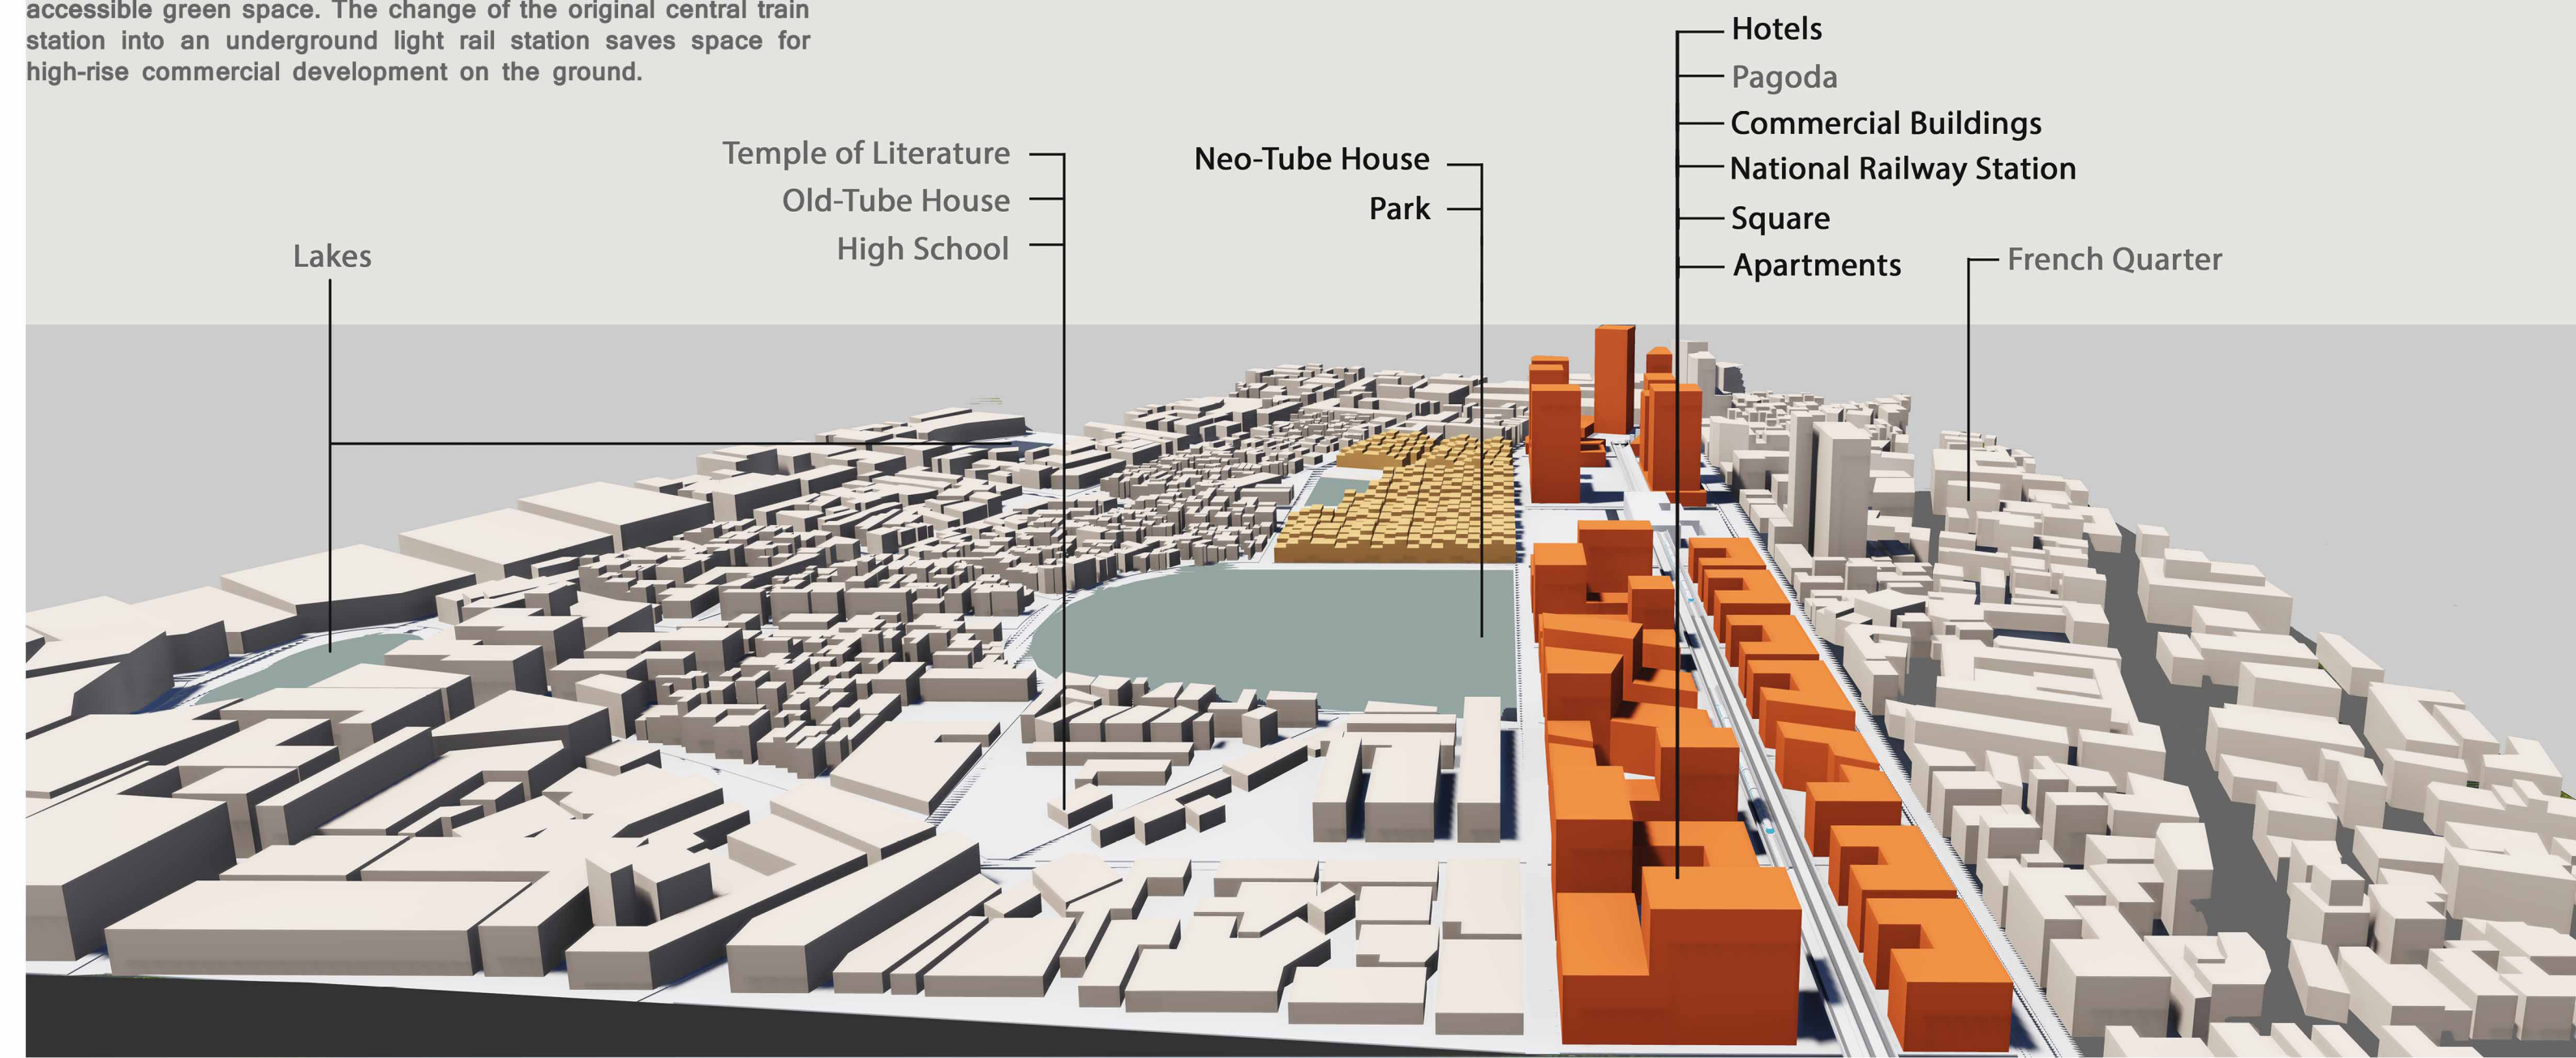 accessible green space. The change of the original central train
station into an underground light rail station saves space for
high-rise commercial development on the ground.
Lakes
Temple of Literature
Old-Tube House
High School
Neo-Tube House
Park
Hotels
Pagoda
Commercial Buildings
National Railway Station
Square
Apartments
French Quarter